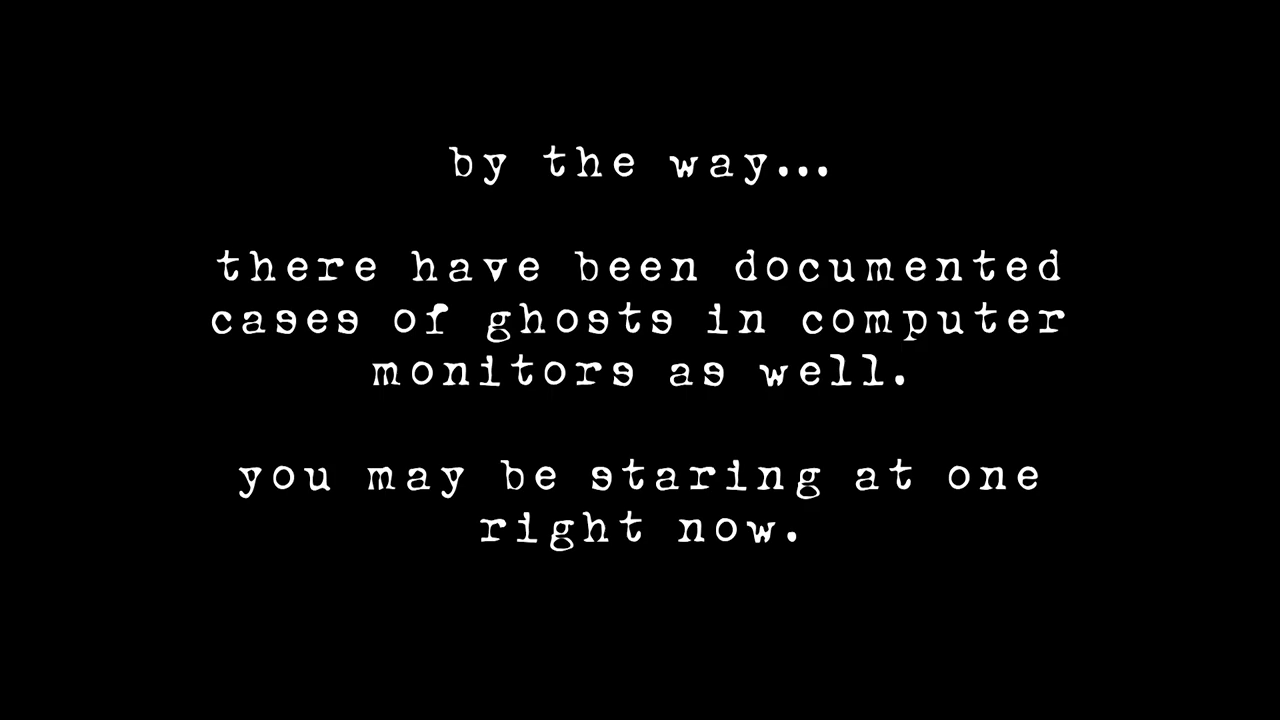 by the way...
there have been documented
cases of ghosts in computer
monitors as well.
you may be staring at one
right now.